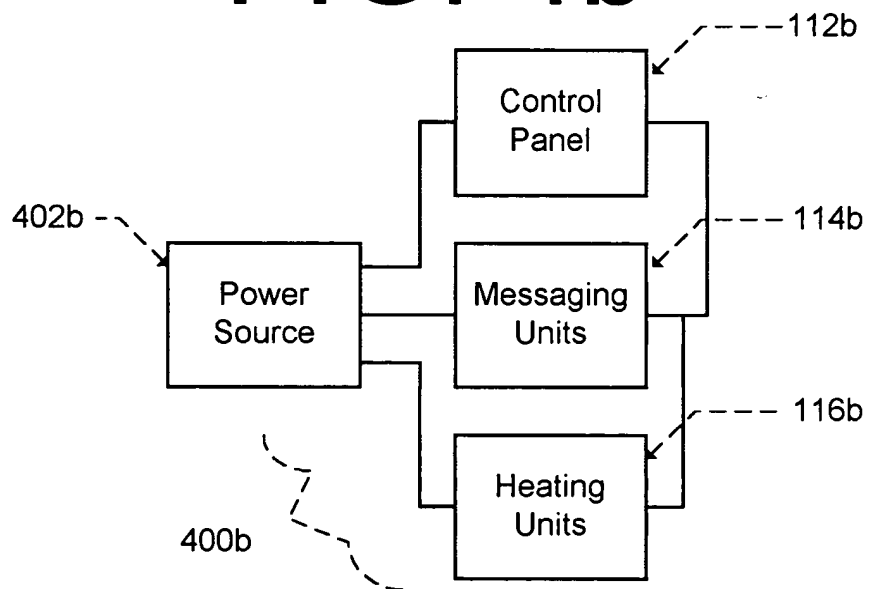 112b
Control
Panel
402b
114b
Power
Source
Messaging
Units
116b
Heating
Units
400b